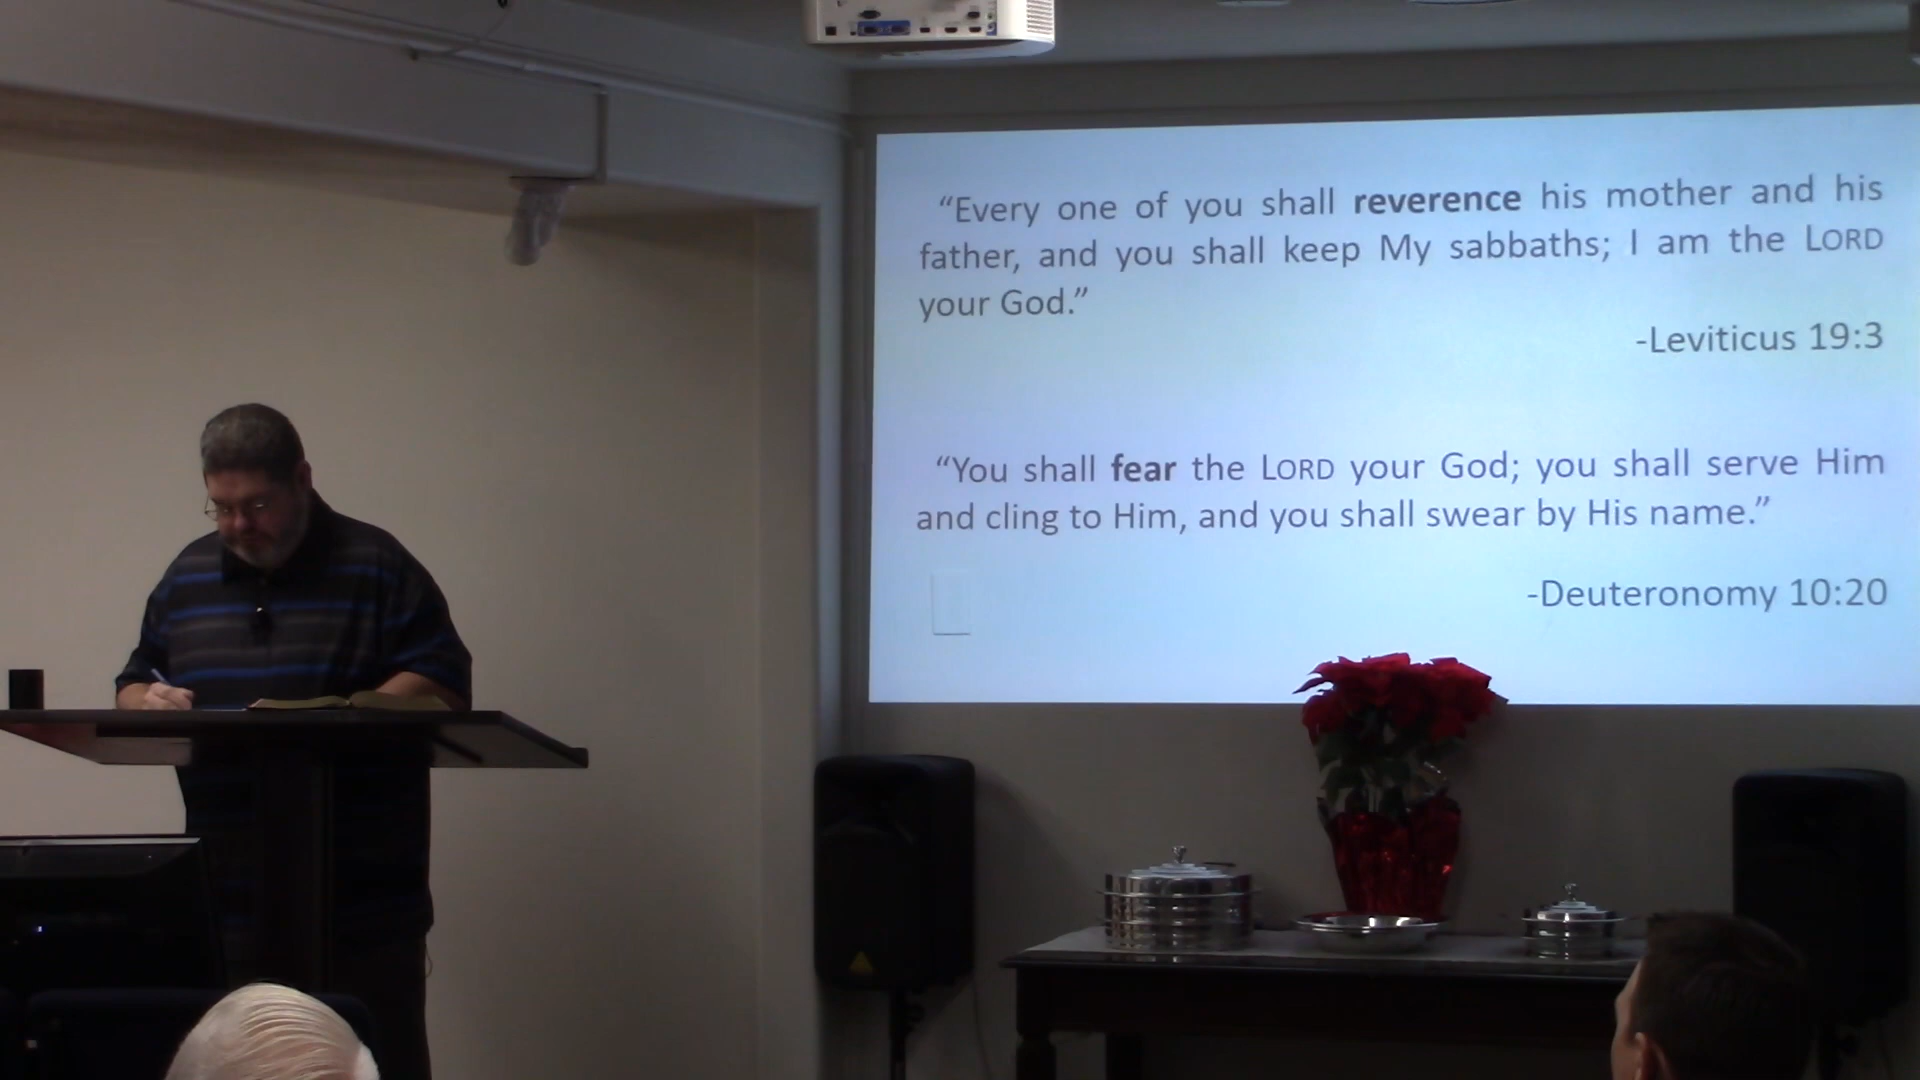 “Every one of you shall reverence his mother and his
father, and you shall keep My sabbaths; I am the LORD
your God.”
-Leviticus 19:3
“You shall fear the LORD your God; you shall serve Him
and cling to Him, and you shall swear by His name.”
-Deuteronomy 10:20